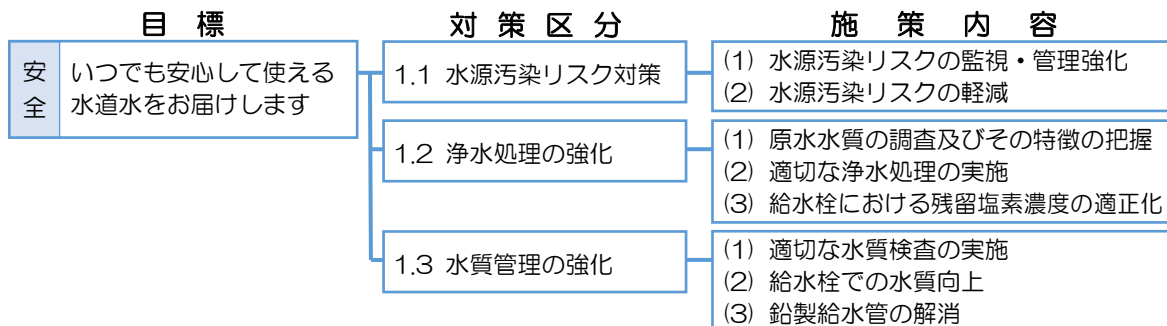 目標
対策区分
施策内容
安全
いつでも安心して使える
水道水をお届けします
1.1 水源汚染リスク対策
(1) 水源汚染リスクの監視・管理強化
(2) 水源汚染リスクの軽減
1.2 浄水処理の強化
(1) 原水水質の調査及びその特徴の把握
(2) 適切な浄水処理の実施
(3) 給水栓における残留塩素濃度の適正化
1.3 水質管理の強化
(1) 適切な水質検査の実施
(2) 給水栓での水質向上
(3) 鉛製給水管の解消